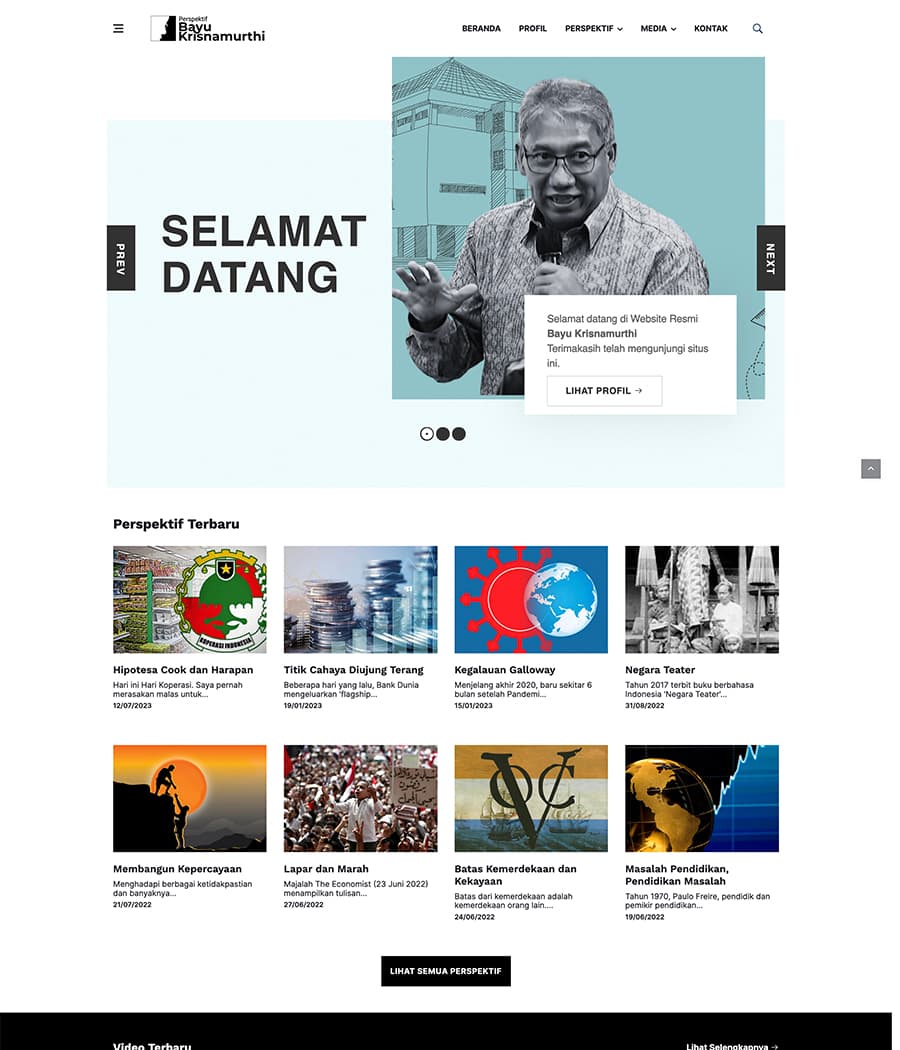 Perspektif
Bayu
Krisnamurthi
BERANDA
PROFIL
PERSPEKTIF
MEDIA
KONTAK
SELAMAT
DATANG
PREV
NEXT
Selamat datang di Website Resmi
Bayu Krisnamurthi
Terimakasih telah mengunjungi situs
ini.
LIHAT PROFIL →
Perspektif Terbaru
KOPERASI INDONESIA
Hipotesa Cook dan Harapan
Hari ini Hari Koperasi. Saya pernah
merasakan malas untuk...
12/07/2023
Titik Cahaya Diujung Terang
Beberapa hari yang lalu, Bank Dunia
mengeluarkan 'flagship...
19/01/2023
Kegalauan Galloway
Menjelang akhir 2020, baru sekitar 6
bulan setelah Pandemi...
15/01/2023
Negara Teater
Tahun 2017 terbit buku berbahasa
Indonesia 'Negara Teater'...
31/08/2022
VOC
Membangun Kepercayaan
Menghadapi berbagai ketidakpastian
dan banyaknya...
21/07/2022
Lapar dan Marah
Majalah The Economist (23 Juni 2022)
menampilkan tulisan...
27/06/2022
Batas Kemerdekaan dan
Kekayaan
Batas dari kemerdekaan adalah
kemerdekaan orang lain....
24/06/2022
Masalah Pendidikan,
Pendidikan Masalah
Tahun 1970, Paulo Freire, pendidik dan
pemikir pendidikan...
19/06/2022
LIHAT SEMUA PERSPEKTIF
Video Terbaru
Lihat Selengkapnya →